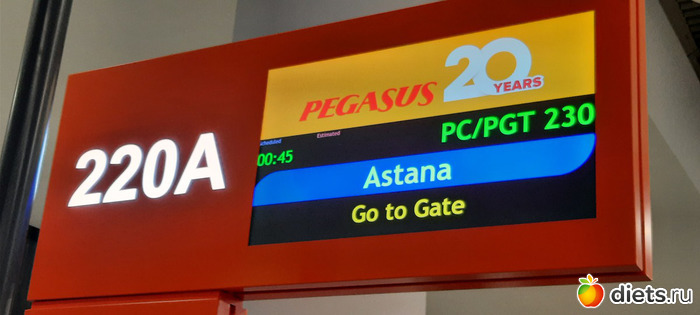 220A
PEGASUS 20 YEARS
Scheduled Estimated
00:45 PC/PGT 230
Astana
Go to Gate
diets.ru